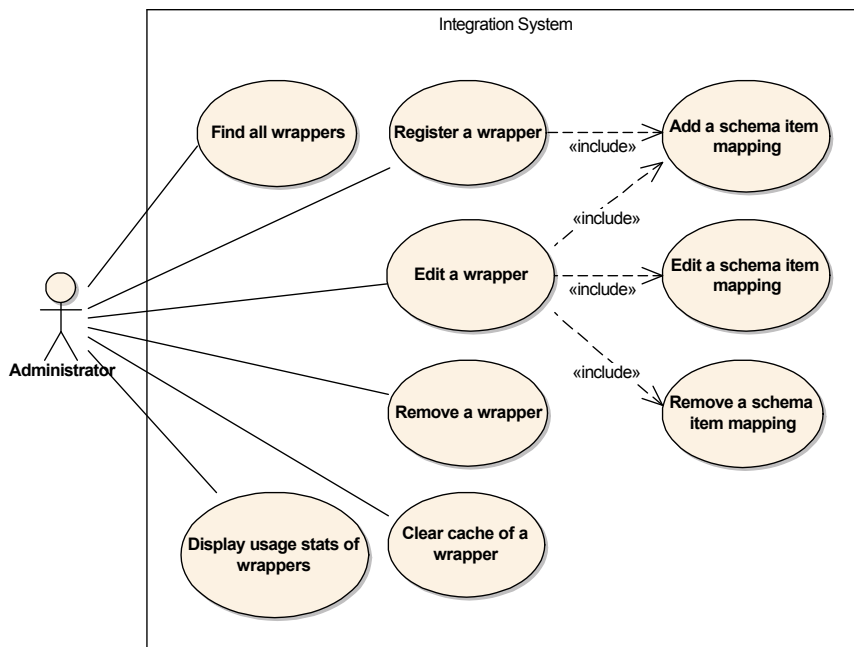 Integration System
Find all wrappers
Register a wrapper
«include»
Add a schema item
mapping
«include»
Edit a wrapper
«include»
Edit a schema item
mapping
Administrator
«include»
Remove a wrapper
Remove a schema
item mapping
Display usage stats of
wrappers
Clear cache of a
wrapper